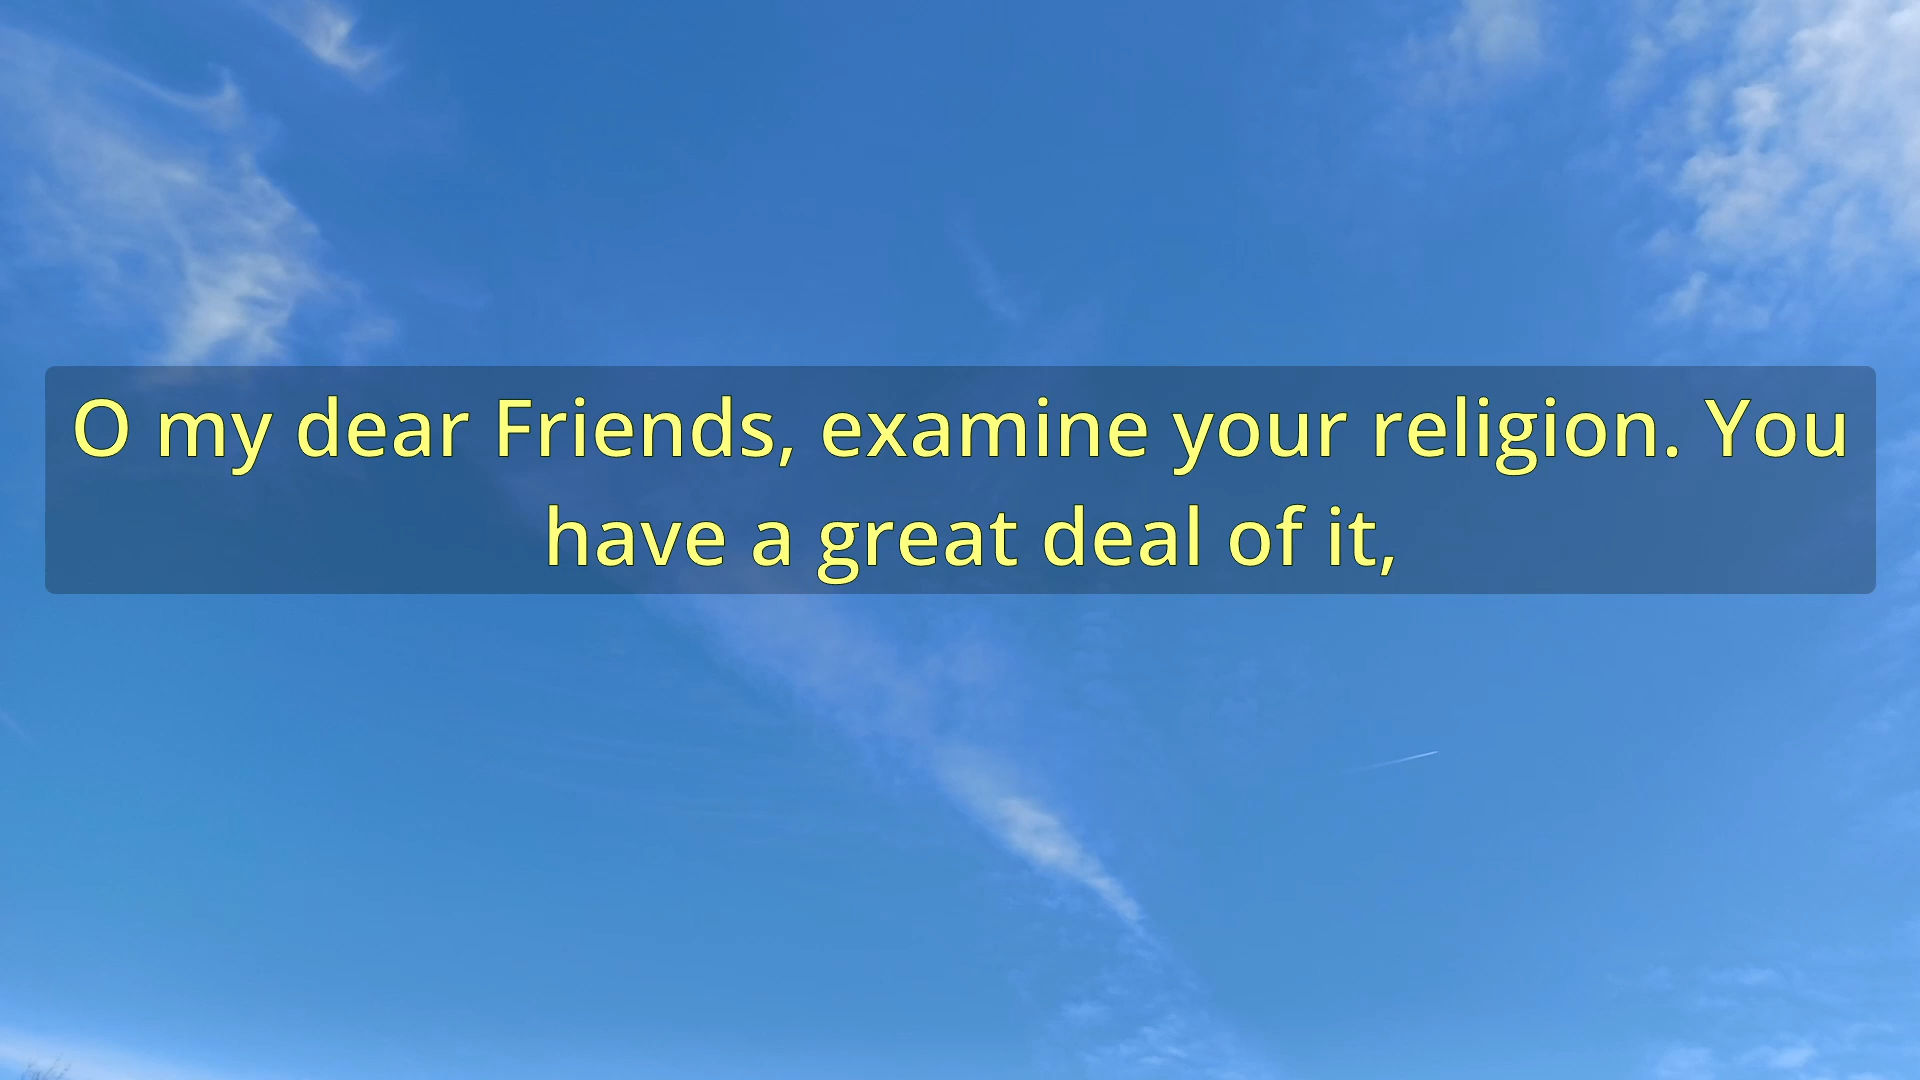 O my dear Friends, examine your religion. You
have a great deal of it,